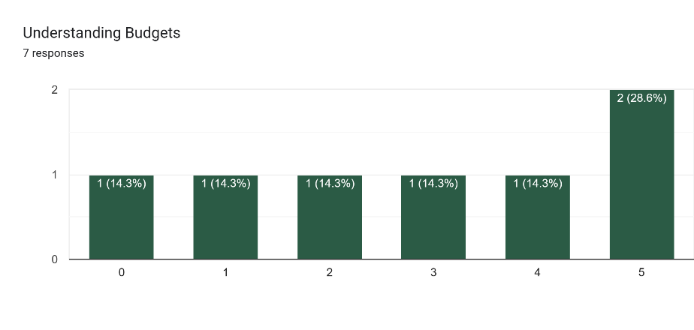 Understanding Budgets
7 responses
2
1
0
1 (14.3%) 1 (14.3%) 1 (14.3%) 1 (14.3%) 1 (14.3%) 2 (28.6%)
0 1 2 3 4 5